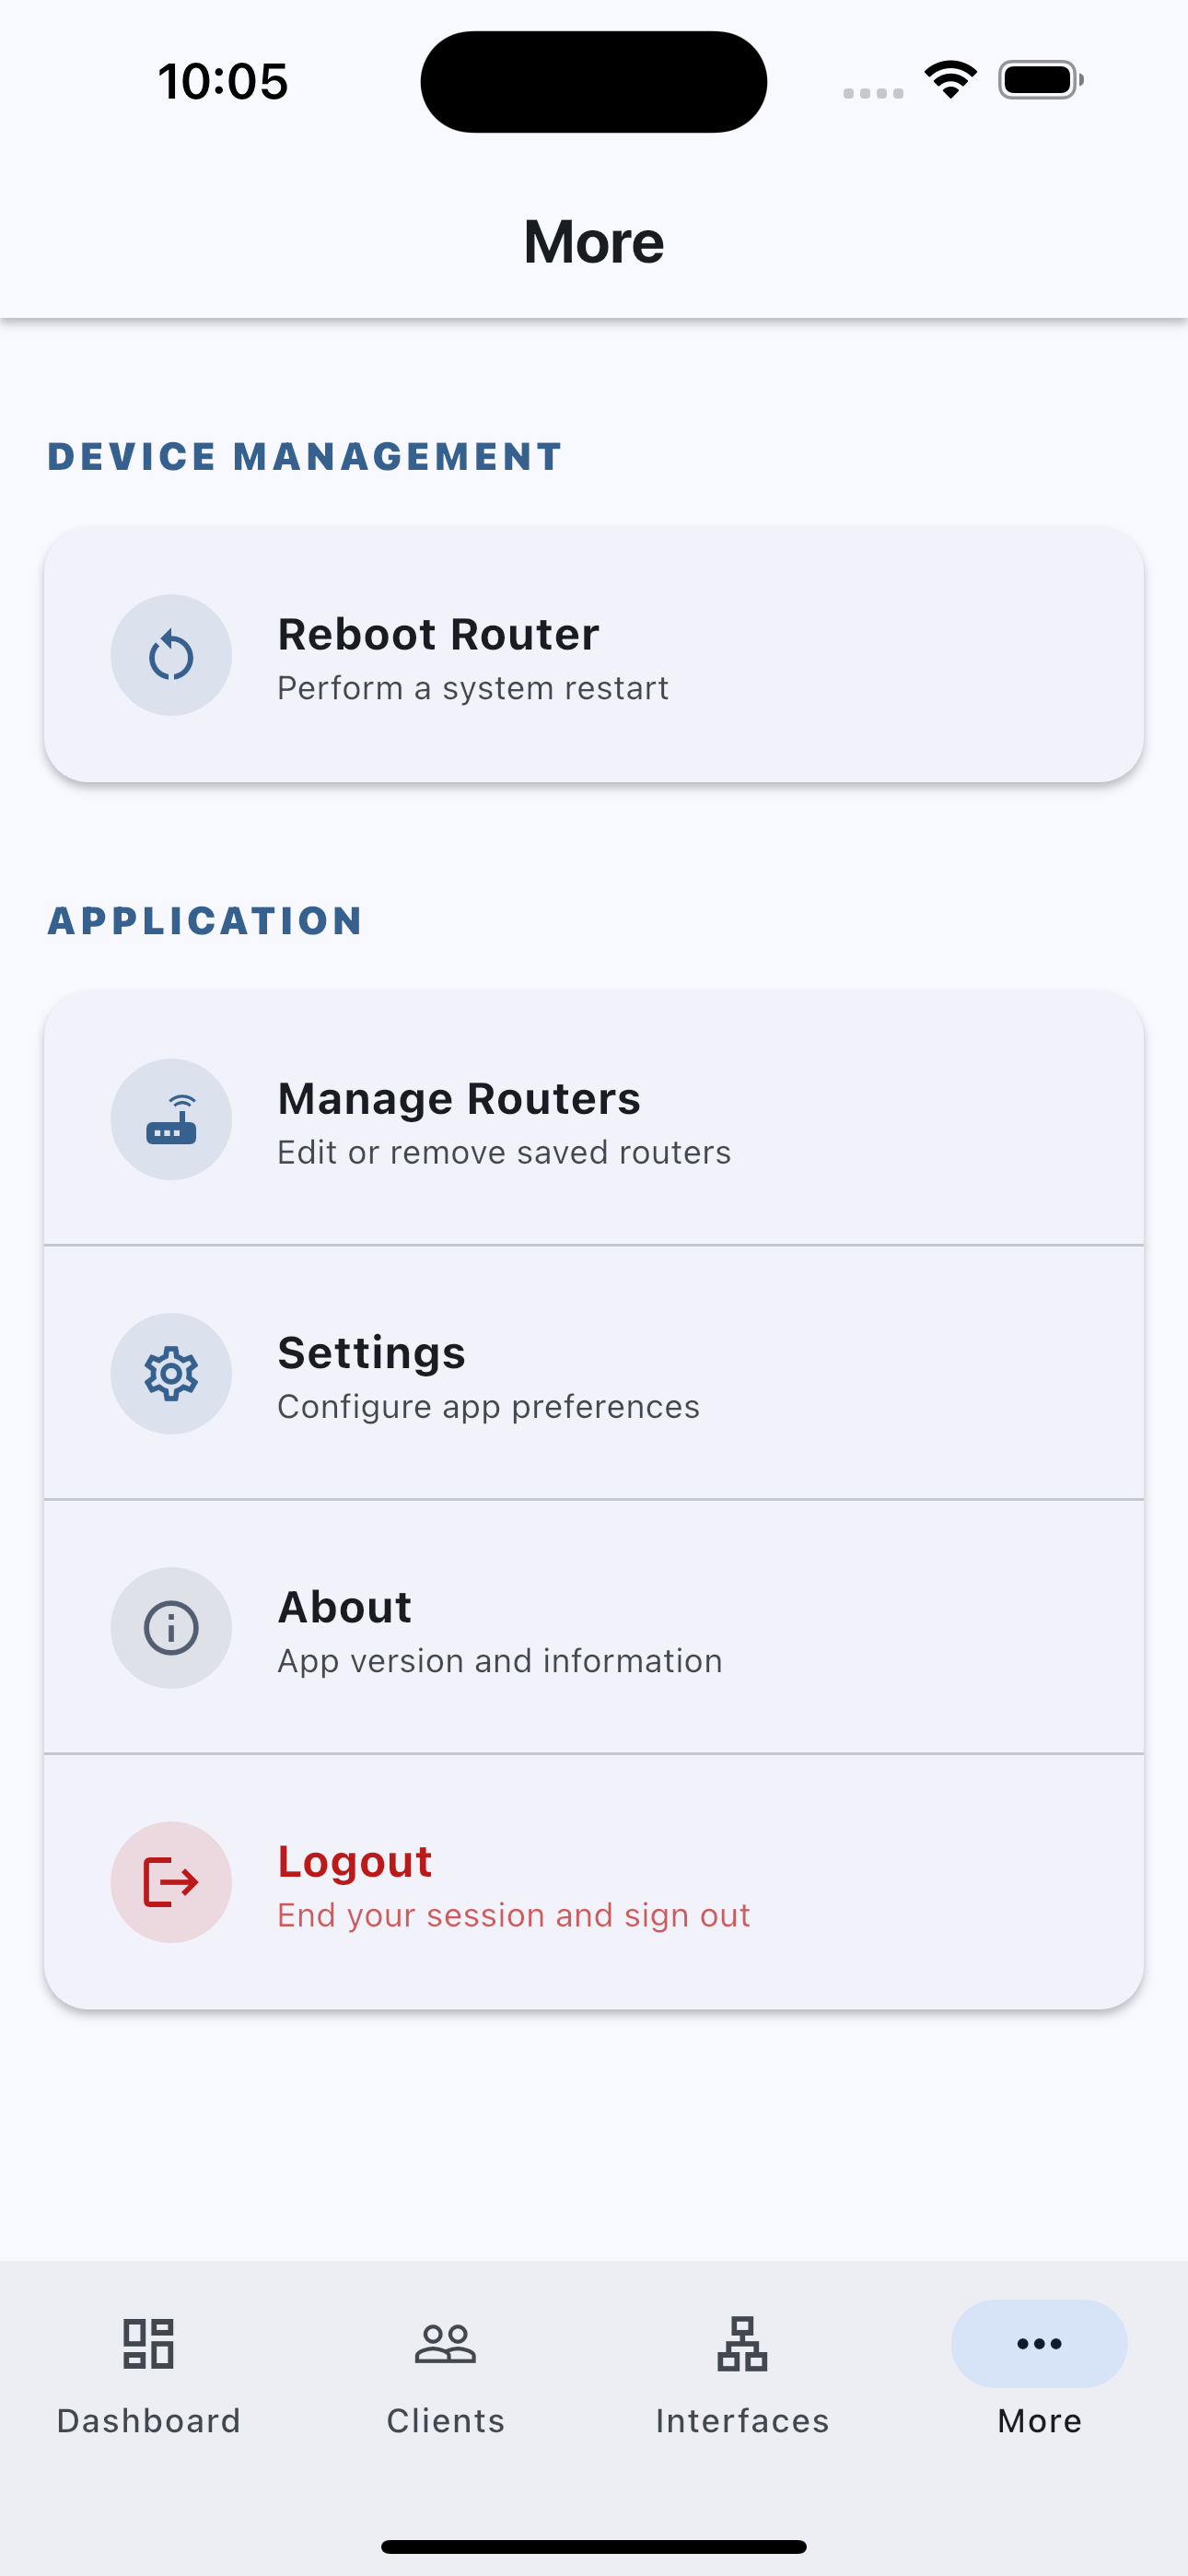 10:05
More
DEVICE MANAGEMENT
Reboot Router
Perform a system restart
APPLICATION
Manage Routers
Edit or remove saved routers
Settings
Configure app preferences
About
App version and information
Logout
End your session and sign out
Dashboard
Clients
Interfaces
More